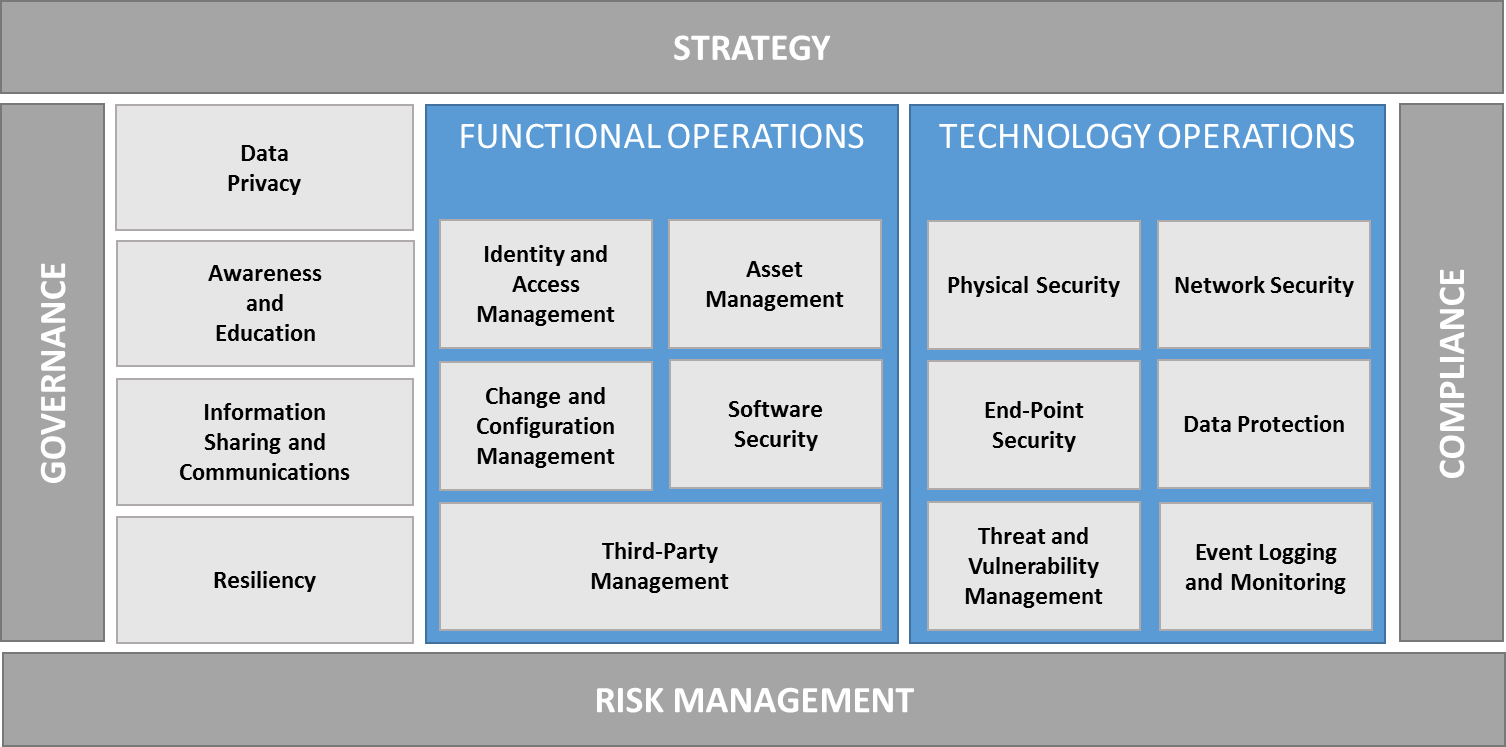 STRATEGY
GOVERNANCE
Data
Privacy
Awareness
and
Education
Information
Sharing and
Communications
Resiliency
FUNCTIONAL OPERATIONS
Identity and
Access
Management
Asset
Management
Change and
Configuration
Management
Software
Security
Third-Party
Management
TECHNOLOGY OPERATIONS
Physical Security
Network Security
End-Point
Security
Data Protection
Threat and
Vulnerability
Management
Event Logging
and Monitoring
COMPLIANCE
RISK MANAGEMENT